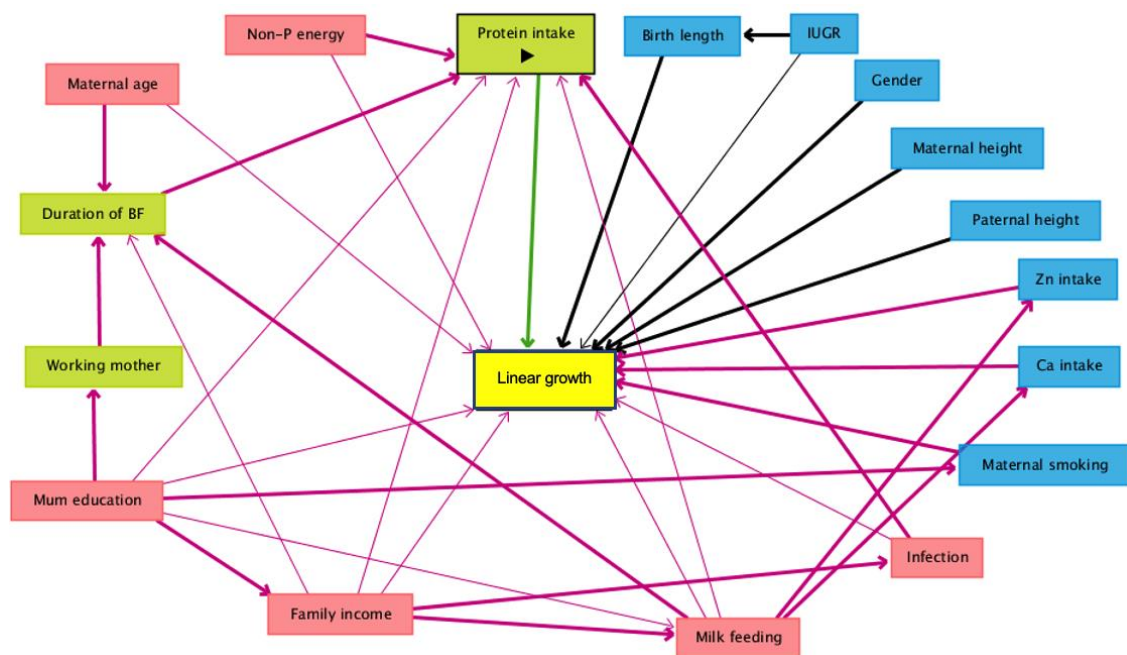 Non-P energy
Protein intake
Birth length
IUGR
Maternal age
Gender
Maternal height
Duration of BF
Paternal height
Zn intake
Working mother
Linear growth
Ca intake
Maternal smoking
Mum education
Infection
Family income
Milk feeding